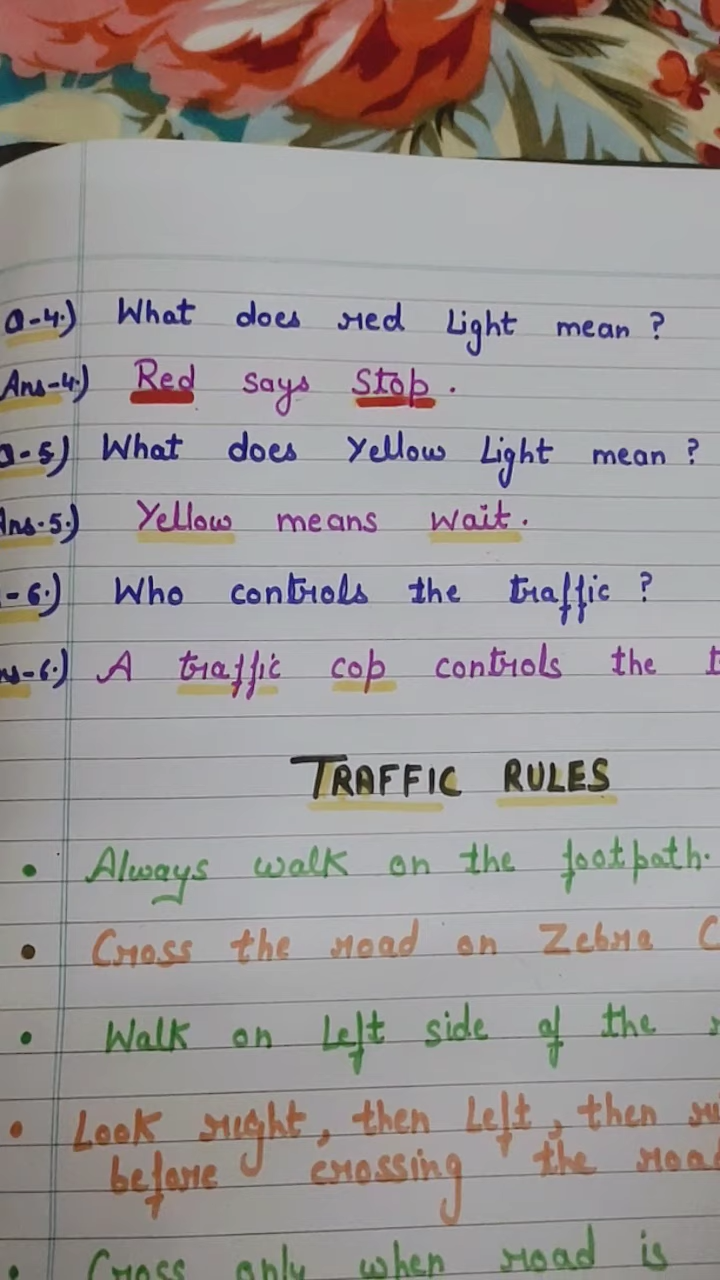 Q-4.) What does red Light mean ?
Ans-4.) Red says Stop.
Q-5) What does Yellow Light mean ?
Ans-5.) Yellow means wait.
-6.) Who controls the traffic ?
ns-6.) A traffic cop controls the t
TRAFFIC RULES
• Always walk on the footpath.
• Cross the road on Zebra C
• Walk on Left side of the
• Look right, then Left, then ri
before crossing the road
• Cross only when road is